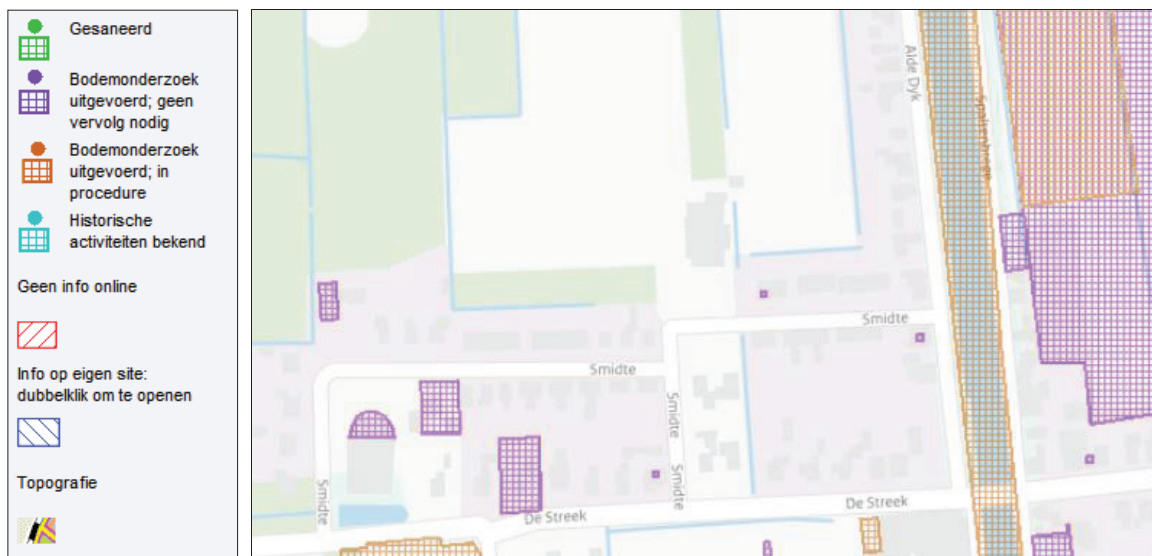 Gesaneerd
Bodemonderzoek
uitgevoerd; geen
vervolg nodig
Bodemonderzoek
uitgevoerd; in
procedure
Historische
activiteiten bekend
Geen info online
Info op eigen site:
dubbelklik om te openen
Topografie
Alde Dyk
Smidte
Smidte
Smidte
Smidte
Smidte
De Streek
De Streek